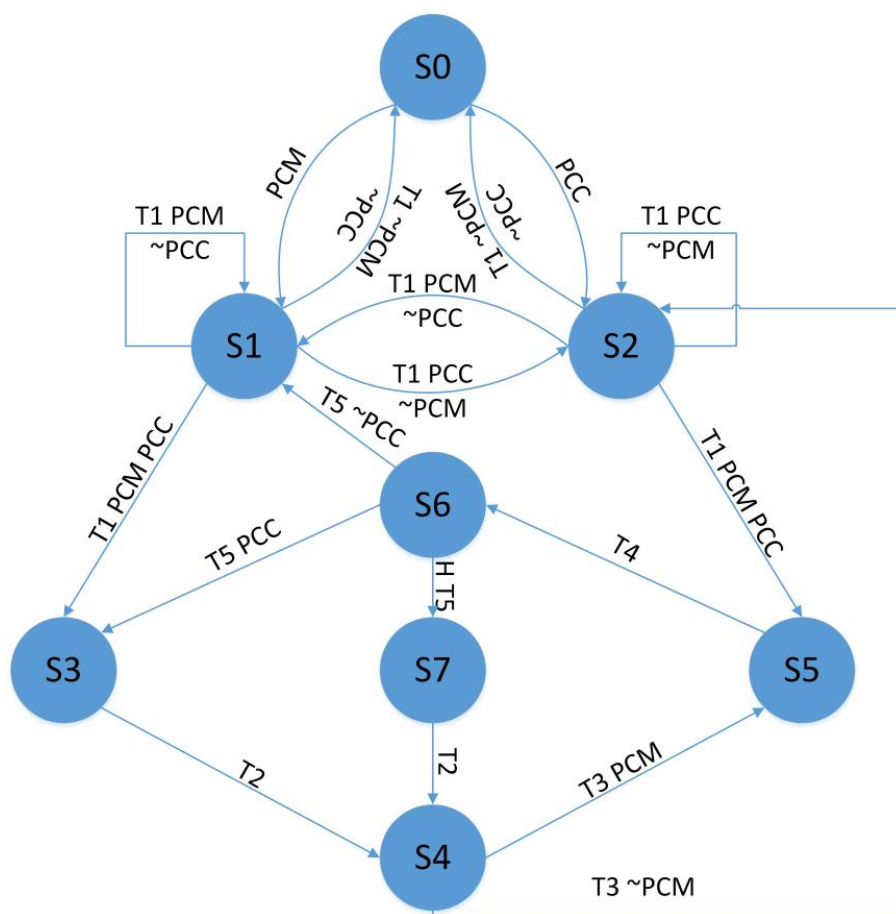 S0
PCM
T1 ~PCM
~PCC
T1 ~PCM
~PCC
PCC
T1 PCM
~PCC
T1 PCC
~PCM
T1 PCM
~PCC
S1
S2
T1 PCC
~PCM
T5 ~PCC
T1 PCM PCC
T1 PCM PCC
S6
T5 PCC
H T5
T4
S3
S7
S5
T2
T2
T3 PCM
S4
T3 ~PCM